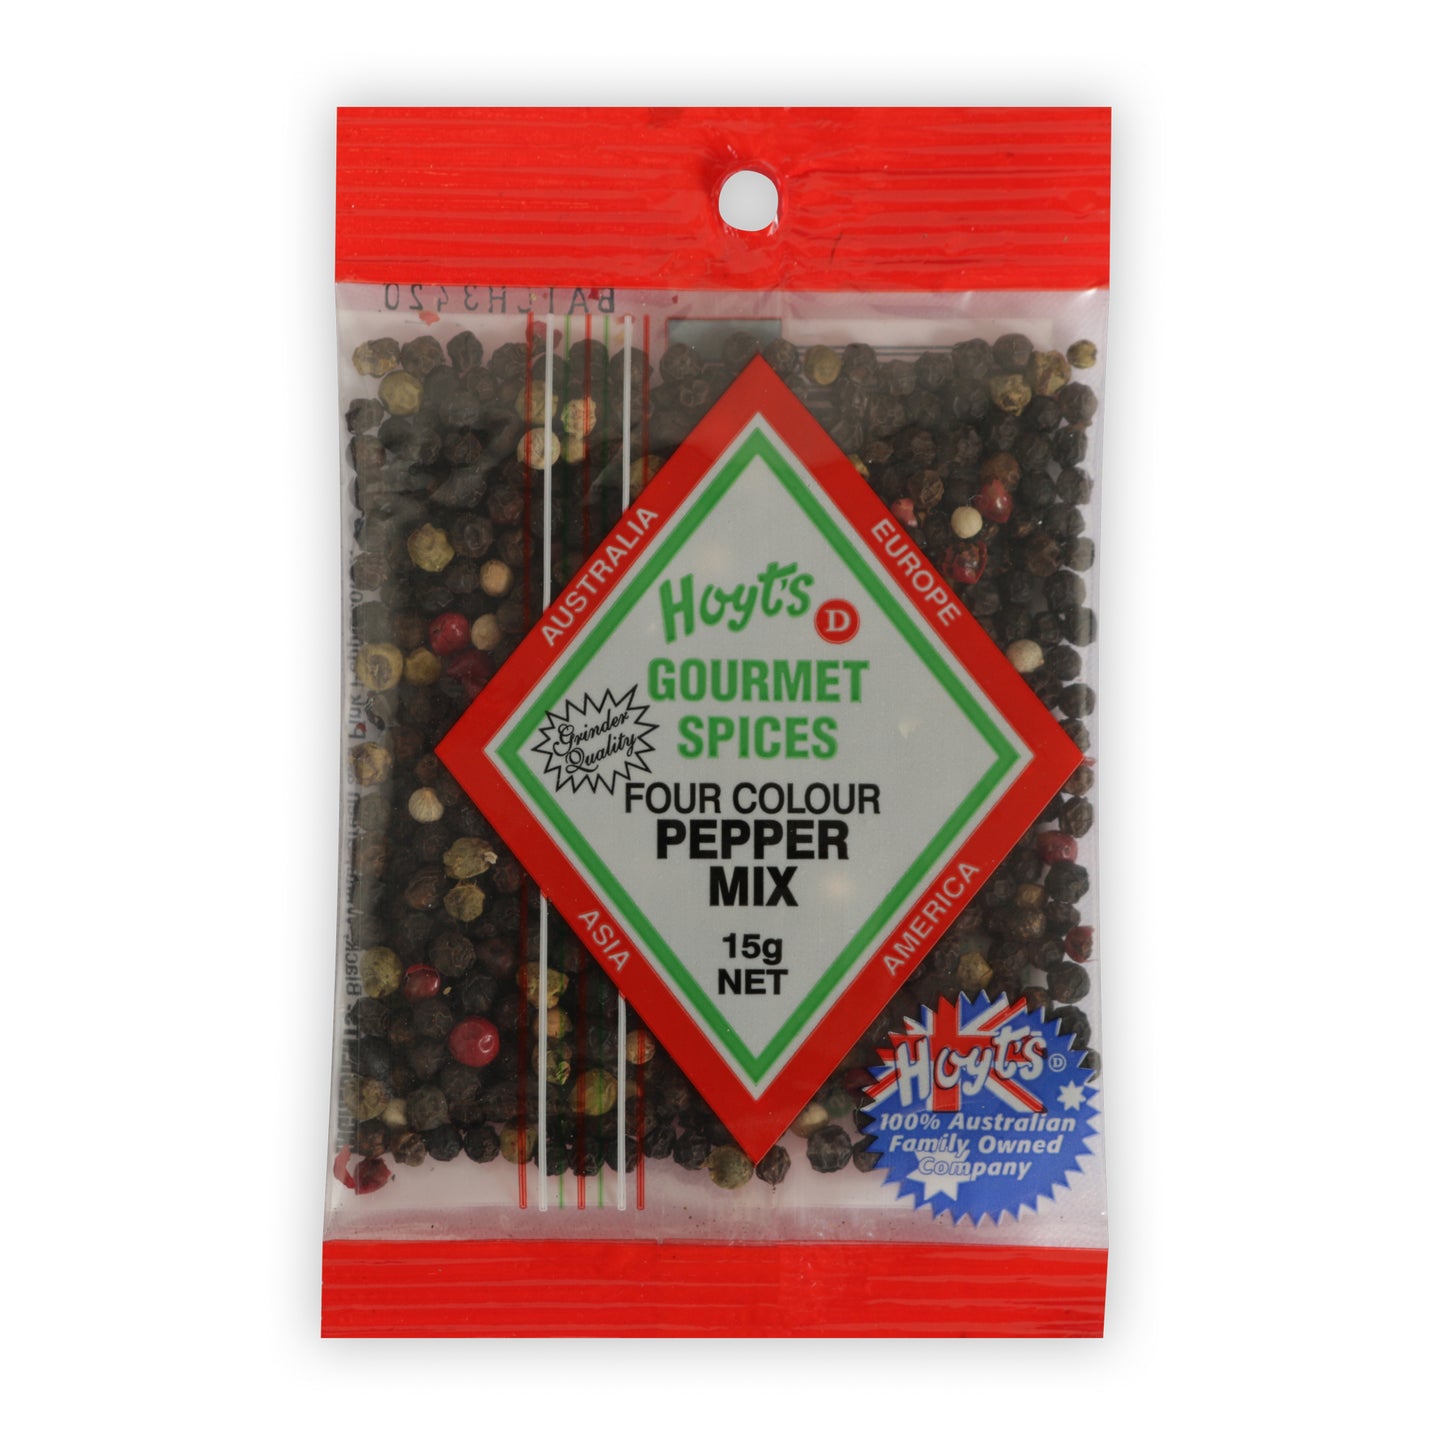 BATCH3420
AUSTRALIA
EUROPE
Hoyt's D
GOURMET
SPICES
Grinder
Quality
FOUR COLOUR
PEPPER
MIX
15g
NET
ASIA
AMERICA
Hoyt's D
100% Australian
Family Owned
Company